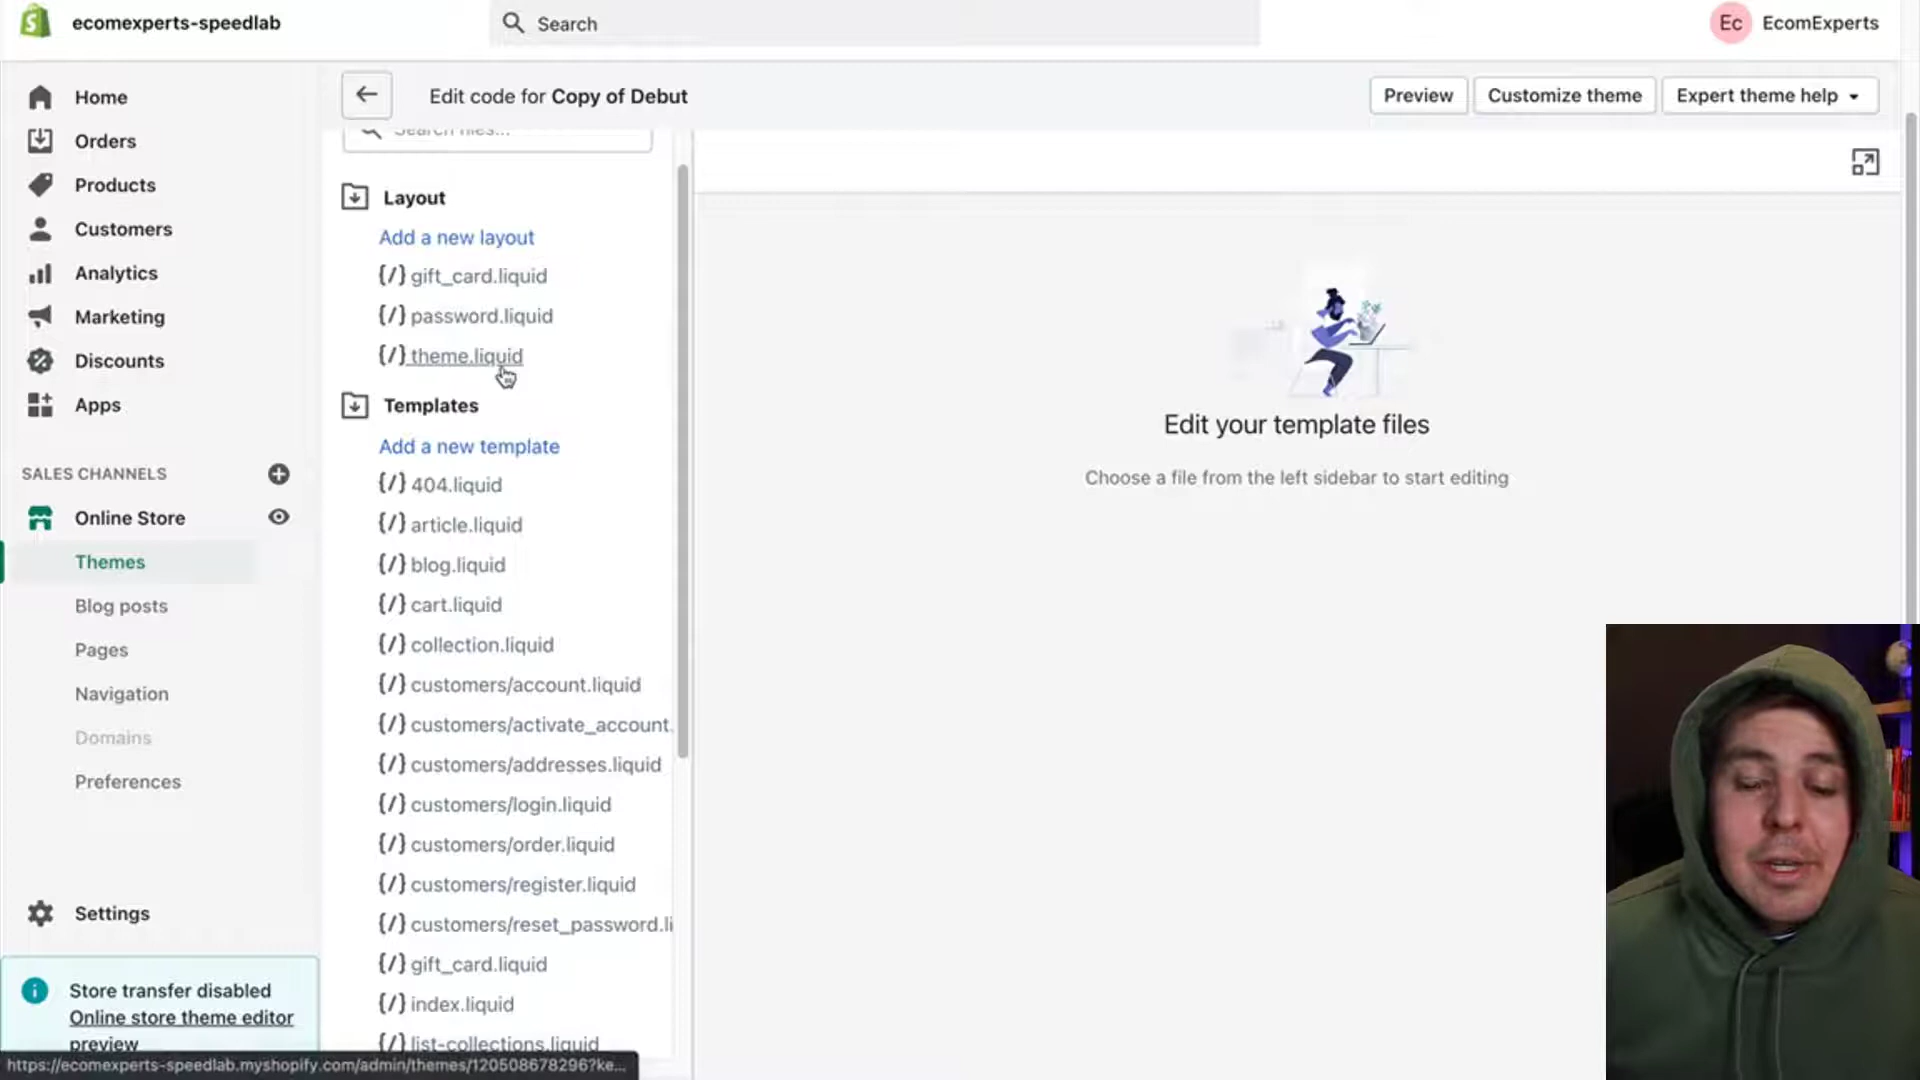 ecomexperts-speedlab
Search
Ec EcomExperts
Home
Orders
Products
Customers
Analytics
Marketing
Discounts
Apps
SALES CHANNELS
Online Store
Themes
Blog posts
Pages
Navigation
Domains
Preferences
Settings
Store transfer disabled
Online store theme editor
preview
Edit code for Copy of Debut
Preview
Customize theme
Expert theme help
Search files...
Layout
Add a new layout
{/} gift_card.liquid
{/} password.liquid
{/} theme.liquid
Templates
Add a new template
{/} 404.liquid
{/} article.liquid
{/} blog.liquid
{/} cart.liquid
{/} collection.liquid
{/} customers/account.liquid
{/} customers/activate_account.
{/} customers/addresses.liquid
{/} customers/login.liquid
{/} customers/order.liquid
{/} customers/register.liquid
{/} customers/reset_password.li
{/} gift_card.liquid
{/} index.liquid
{/} list-collections.liquid
Edit your template files
Choose a file from the left sidebar to start editing
https://ecomexperts-speedlab.myshopify.com/admin/themes/120508678296?ke...